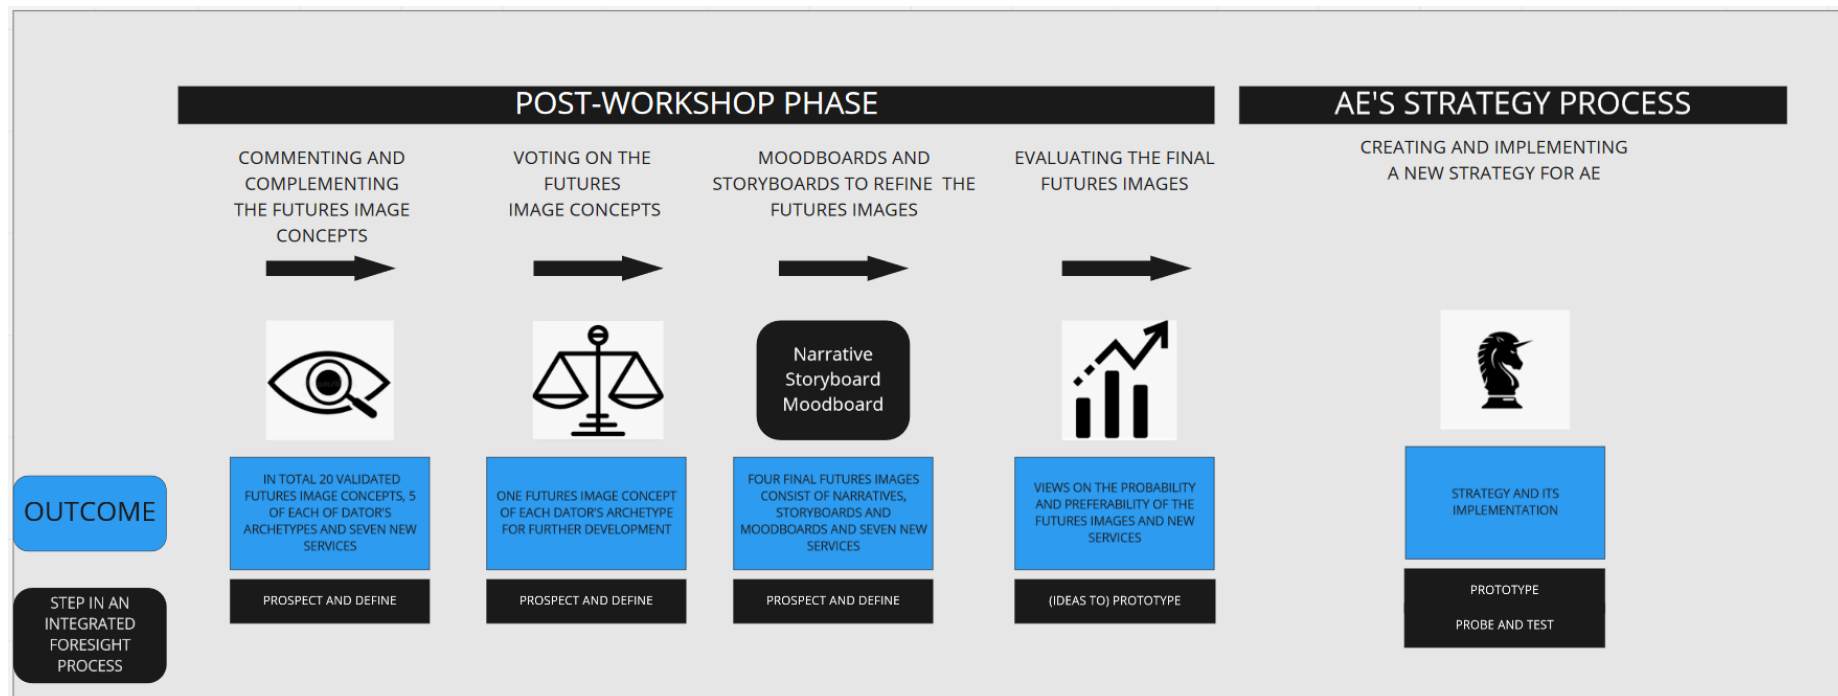 POST-WORKSHOP PHASE
AE'S STRATEGY PROCESS
COMMENTING AND
COMPLEMENTING
THE FUTURES IMAGE
CONCEPTS
VOTING ON THE
FUTURES
IMAGE CONCEPTS
MOODBOARDS AND
STORYBOARDS TO REFINE THE
FUTURES IMAGES
EVALUATING THE FINAL
FUTURES IMAGES
CREATING AND IMPLEMENTING
A NEW STRATEGY FOR AE
Narrative
Storyboard
Moodboard
OUTCOME
IN TOTAL 20 VALIDATED
FUTURES IMAGE CONCEPTS, 5
OF EACH OF DATOR'S
ARCHETYPES AND SEVEN NEW
SERVICES
ONE FUTURES IMAGE CONCEPT
OF EACH DATOR'S ARCHETYPE
FOR FURTHER DEVELOPMENT
FOUR FINAL FUTURES IMAGES
CONSIST OF NARRATIVES,
STORYBOARDS AND
MOODBOARDS AND SEVEN NEW
SERVICES
VIEWS ON THE PROBABILITY
AND PREFERABILITY OF THE
FUTURES IMAGES AND NEW
SERVICES
STRATEGY AND ITS
IMPLEMENTATION
STEP IN AN
INTEGRATED
FORESIGHT
PROCESS
PROSPECT AND DEFINE
PROSPECT AND DEFINE
PROSPECT AND DEFINE
(IDEAS TO) PROTOTYPE
PROTOTYPE
PROBE AND TEST